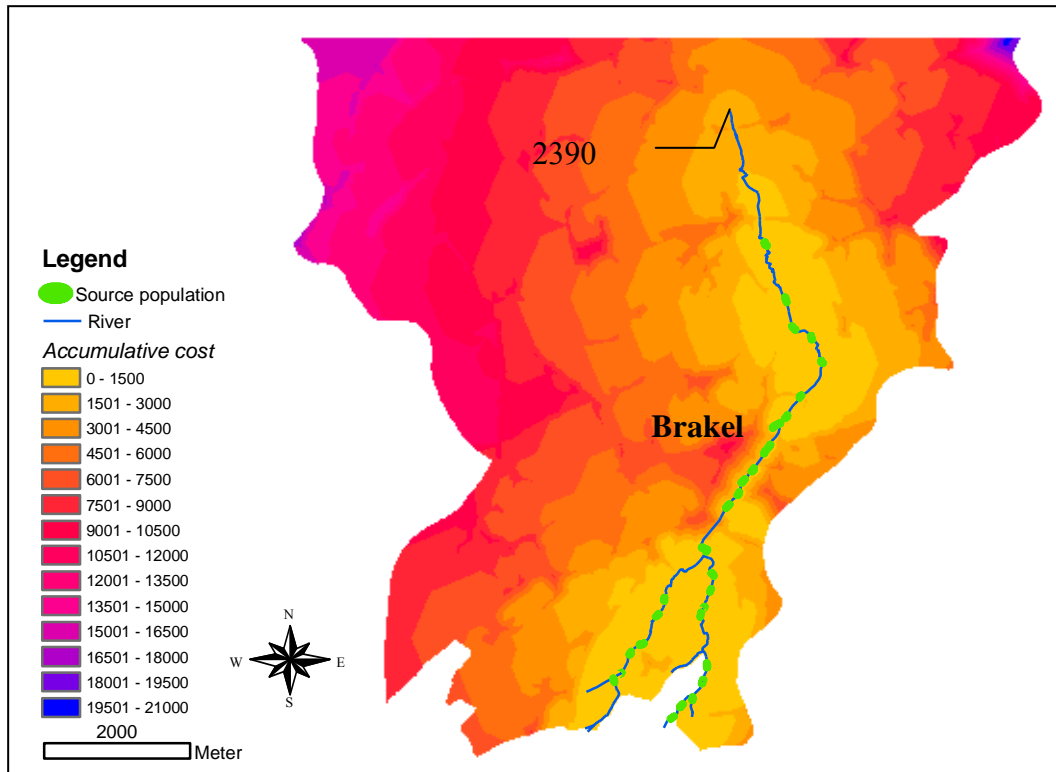 2390
Brakel
Legend
Source population
River
Accumulative cost
0 - 1500
1501 - 3000
3001 - 4500
4501 - 6000
6001 - 7500
7501 - 9000
9001 - 10500
10501 - 12000
12001 - 13500
13501 - 15000
15001 - 16500
16501 - 18000
18001 - 19500
19501 - 21000
2000
Meter
N
W E
S